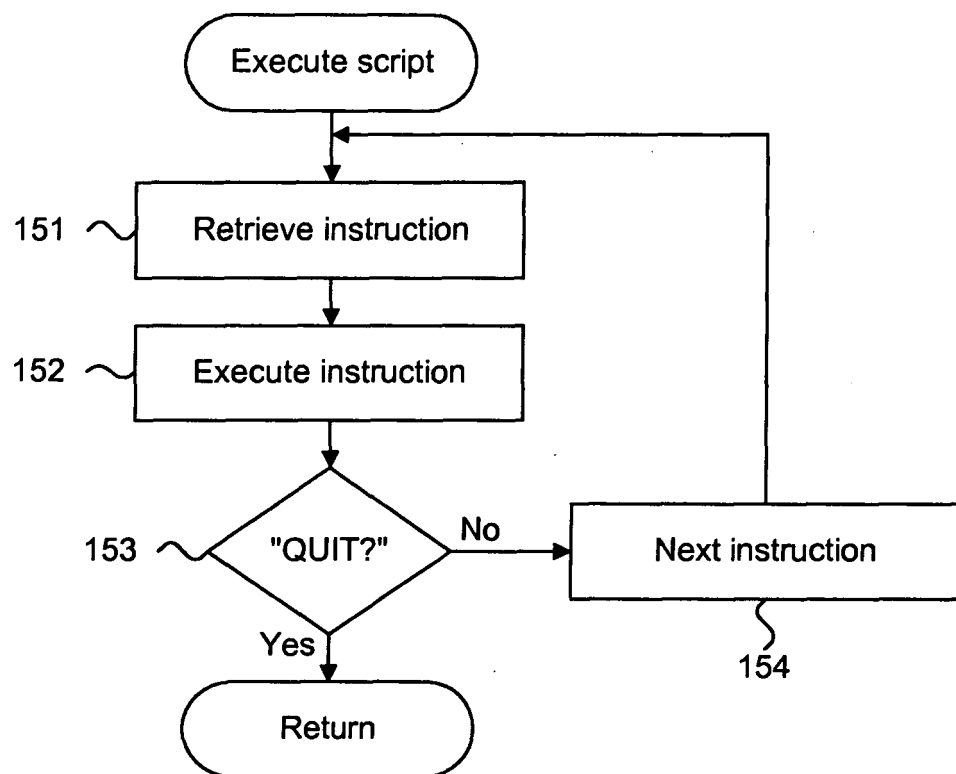 Execute script
151
Retrieve instruction
152
Execute instruction
153
"QUIT?"
No
Next instruction
154
Yes
Return